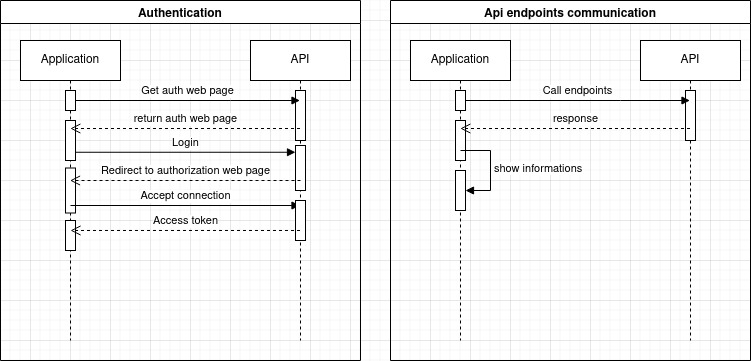 Authentication
Application
API
Get auth web page
return auth web page
Login
Redirect to authorization web page
Accept connection
Access token
Api endpoints communication
Application
API
Call endpoints
response
show informations